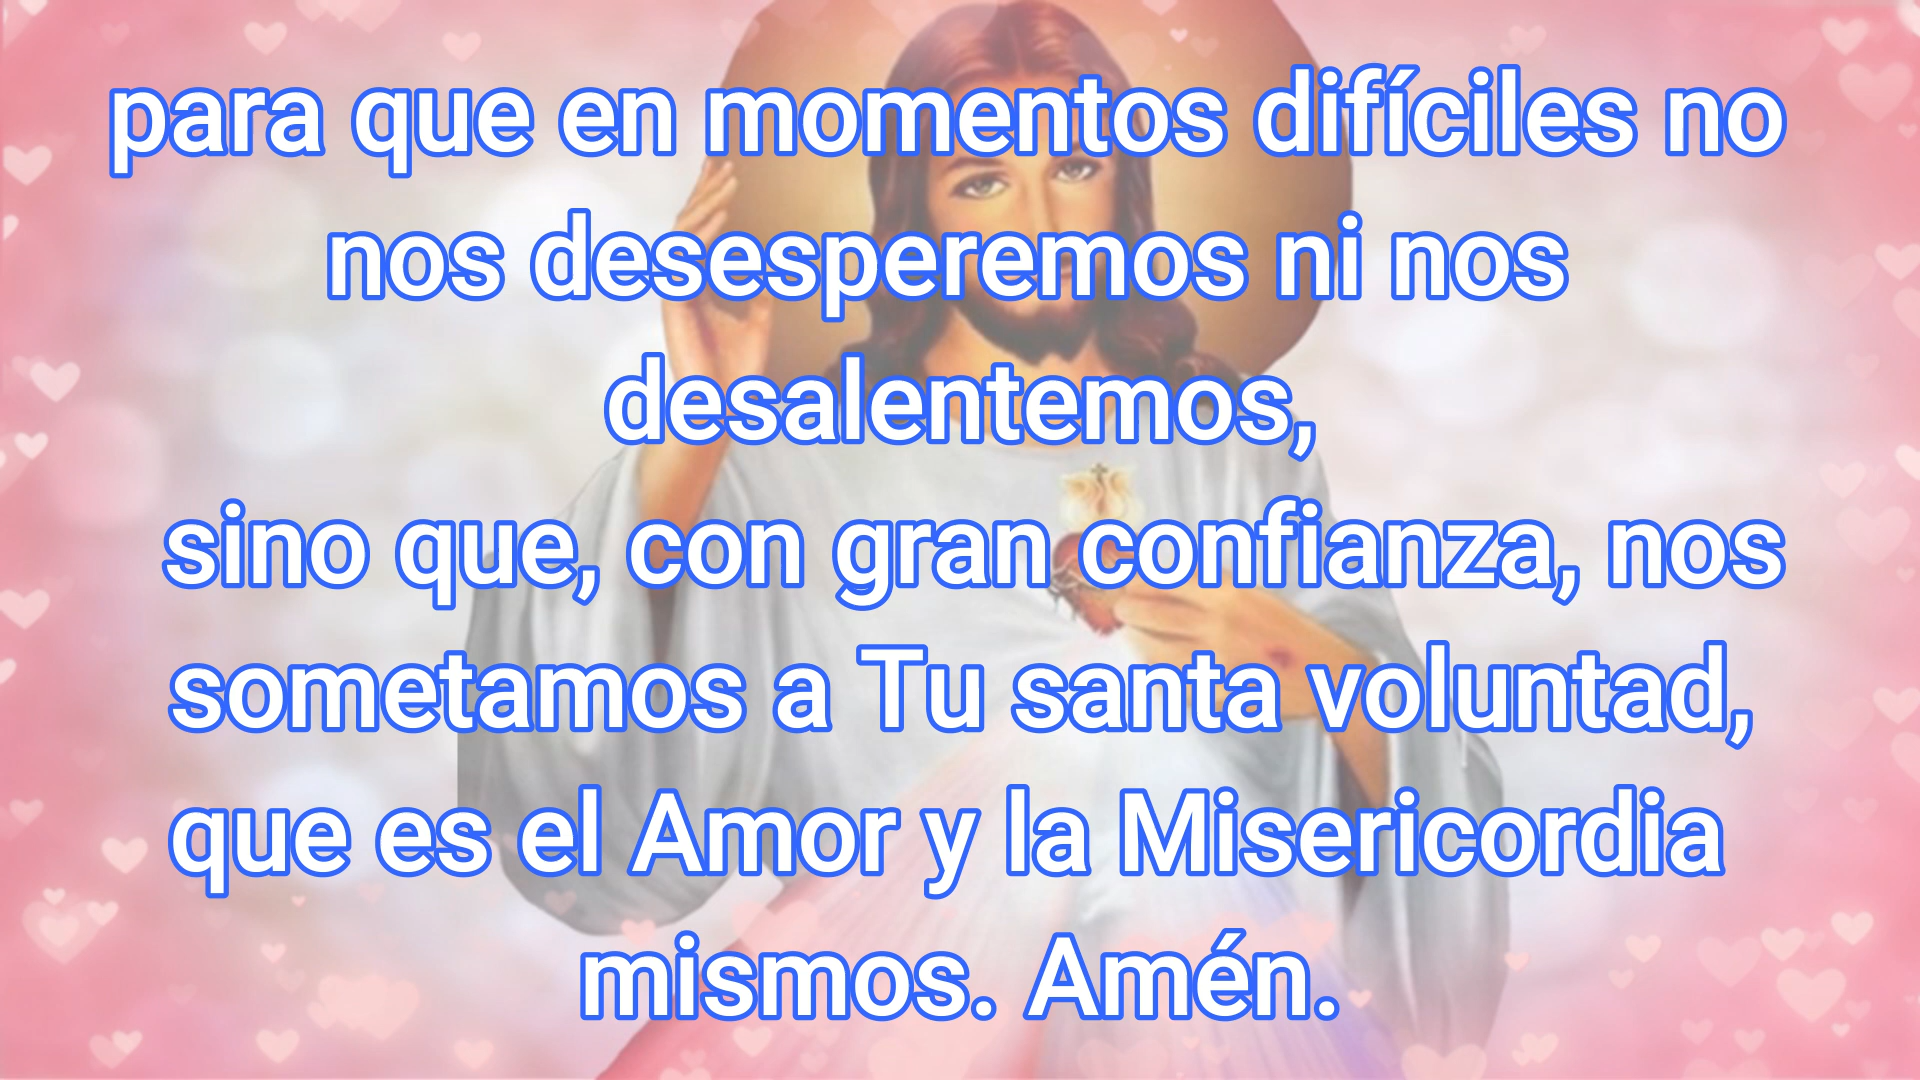 para que en momentos difíciles no
nos desesperemos ni nos
desalentemos,
sino que, con gran confianza, nos
sometamos a Tu santa voluntad,
que es el Amor y la Misericordia
mismos. Amén.